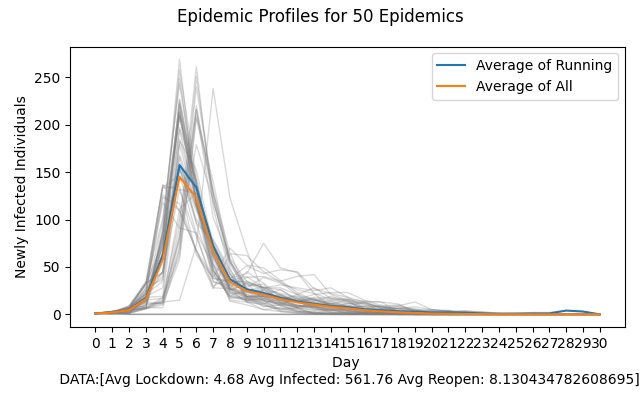 Epidemic Profiles for 50 Epidemics
Average of Running
Average of All
250
200
150
100
50
0
Newly Infected Individuals
0 1 2 3 4 5 6 7 8 9 10 11 12 13 14 15 16 17 18 19 20 21 22 23 24 25 26 27 28 29 30
Day
DATA:[Avg Lockdown: 4.68 Avg Infected: 561.76 Avg Reopen: 8.130434782608695]